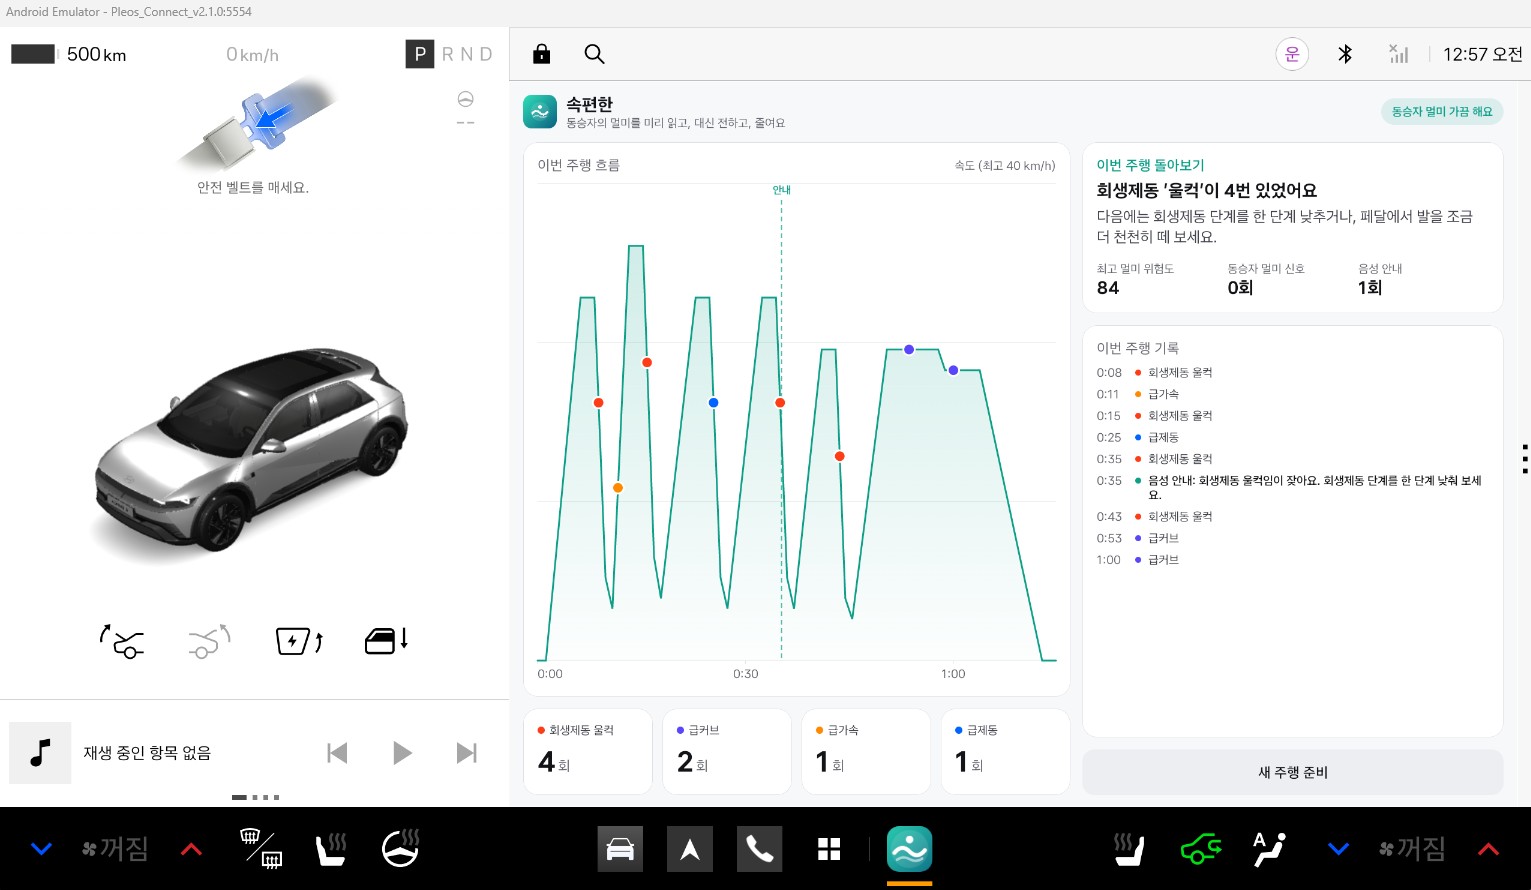 Android Emulator - Pleos_Connect_v2.1.0:5554
500 km
0 km/h
P R N D
12:57 오전
운
안전 벨트를 매세요.
재생 중인 항목 없음
속편한
동승자의 멀미를 미리 읽고, 대신 전하고, 줄여요
동승자 멀미 가끔 해요
이번 주행 흐름
속도 (최고 40 km/h)
안내
0:00
0:30
1:00
회생제동 울컥
4 회
급커브
2 회
급가속
1 회
급제동
1 회
이번 주행 돌아보기
회생제동 '울컥'이 4번 있었어요
다음에는 회생제동 단계를 한 단계 낮추거나, 페달에서 발을 조금
더 천천히 떼 보세요.
최고 멀미 위험도
84
동승자 멀미 신호
0회
음성 안내
1회
이번 주행 기록
0:08 회생제동 울컥
0:11 급가속
0:15 회생제동 울컥
0:25 급제동
0:35 회생제동 울컥
0:35 음성 안내: 회생제동 울컥임이 잦아요. 회생제동 단계를 한 단계 낮춰 보세
요.
0:43 회생제동 울컥
0:53 급커브
1:00 급커브
새 주행 준비
꺼짐
A
꺼짐